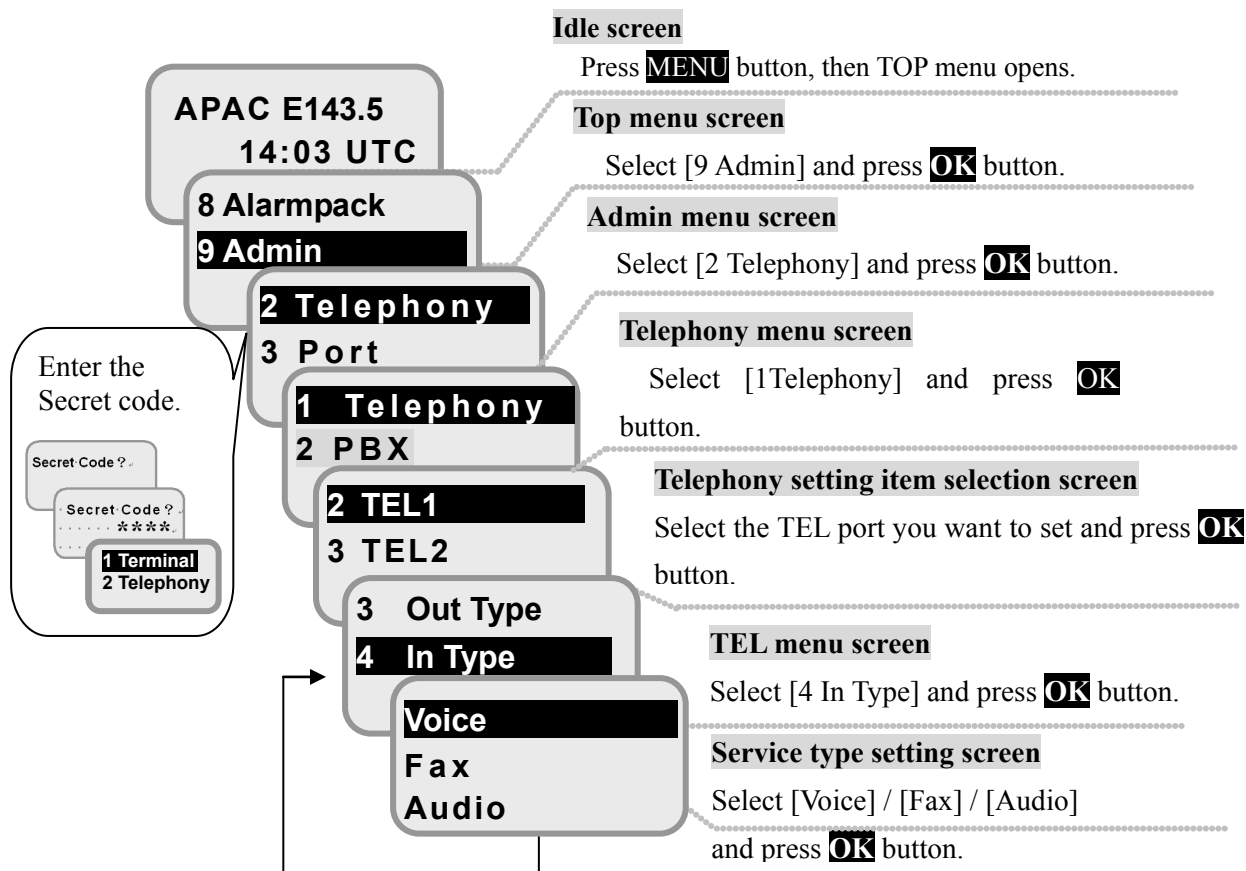 Idle screen
Press MENU button, then TOP menu opens.
APAC E143.5
14:03 UTC
Top menu screen
Select [9 Admin] and press OK button.
8 Alarmpack
9 Admin
Admin menu screen
Select [2 Telephony] and press OK button.
2 Telephony
3 Port
Enter the
Secret code.
Secret Code ?
Secret Code ?
****
1 Terminal
2 Telephony
Telephony menu screen
Select [1Telephony] and press OK
button.
1 Telephony
2 PBX
Telephony setting item selection screen
Select the TEL port you want to set and press OK
button.
2 TEL1
3 TEL2
TEL menu screen
Select [4 In Type] and press OK button.
3 Out Type
4 In Type
Service type setting screen
Select [Voice] / [Fax] / [Audio]
and press OK button.
Voice
Fax
Audio